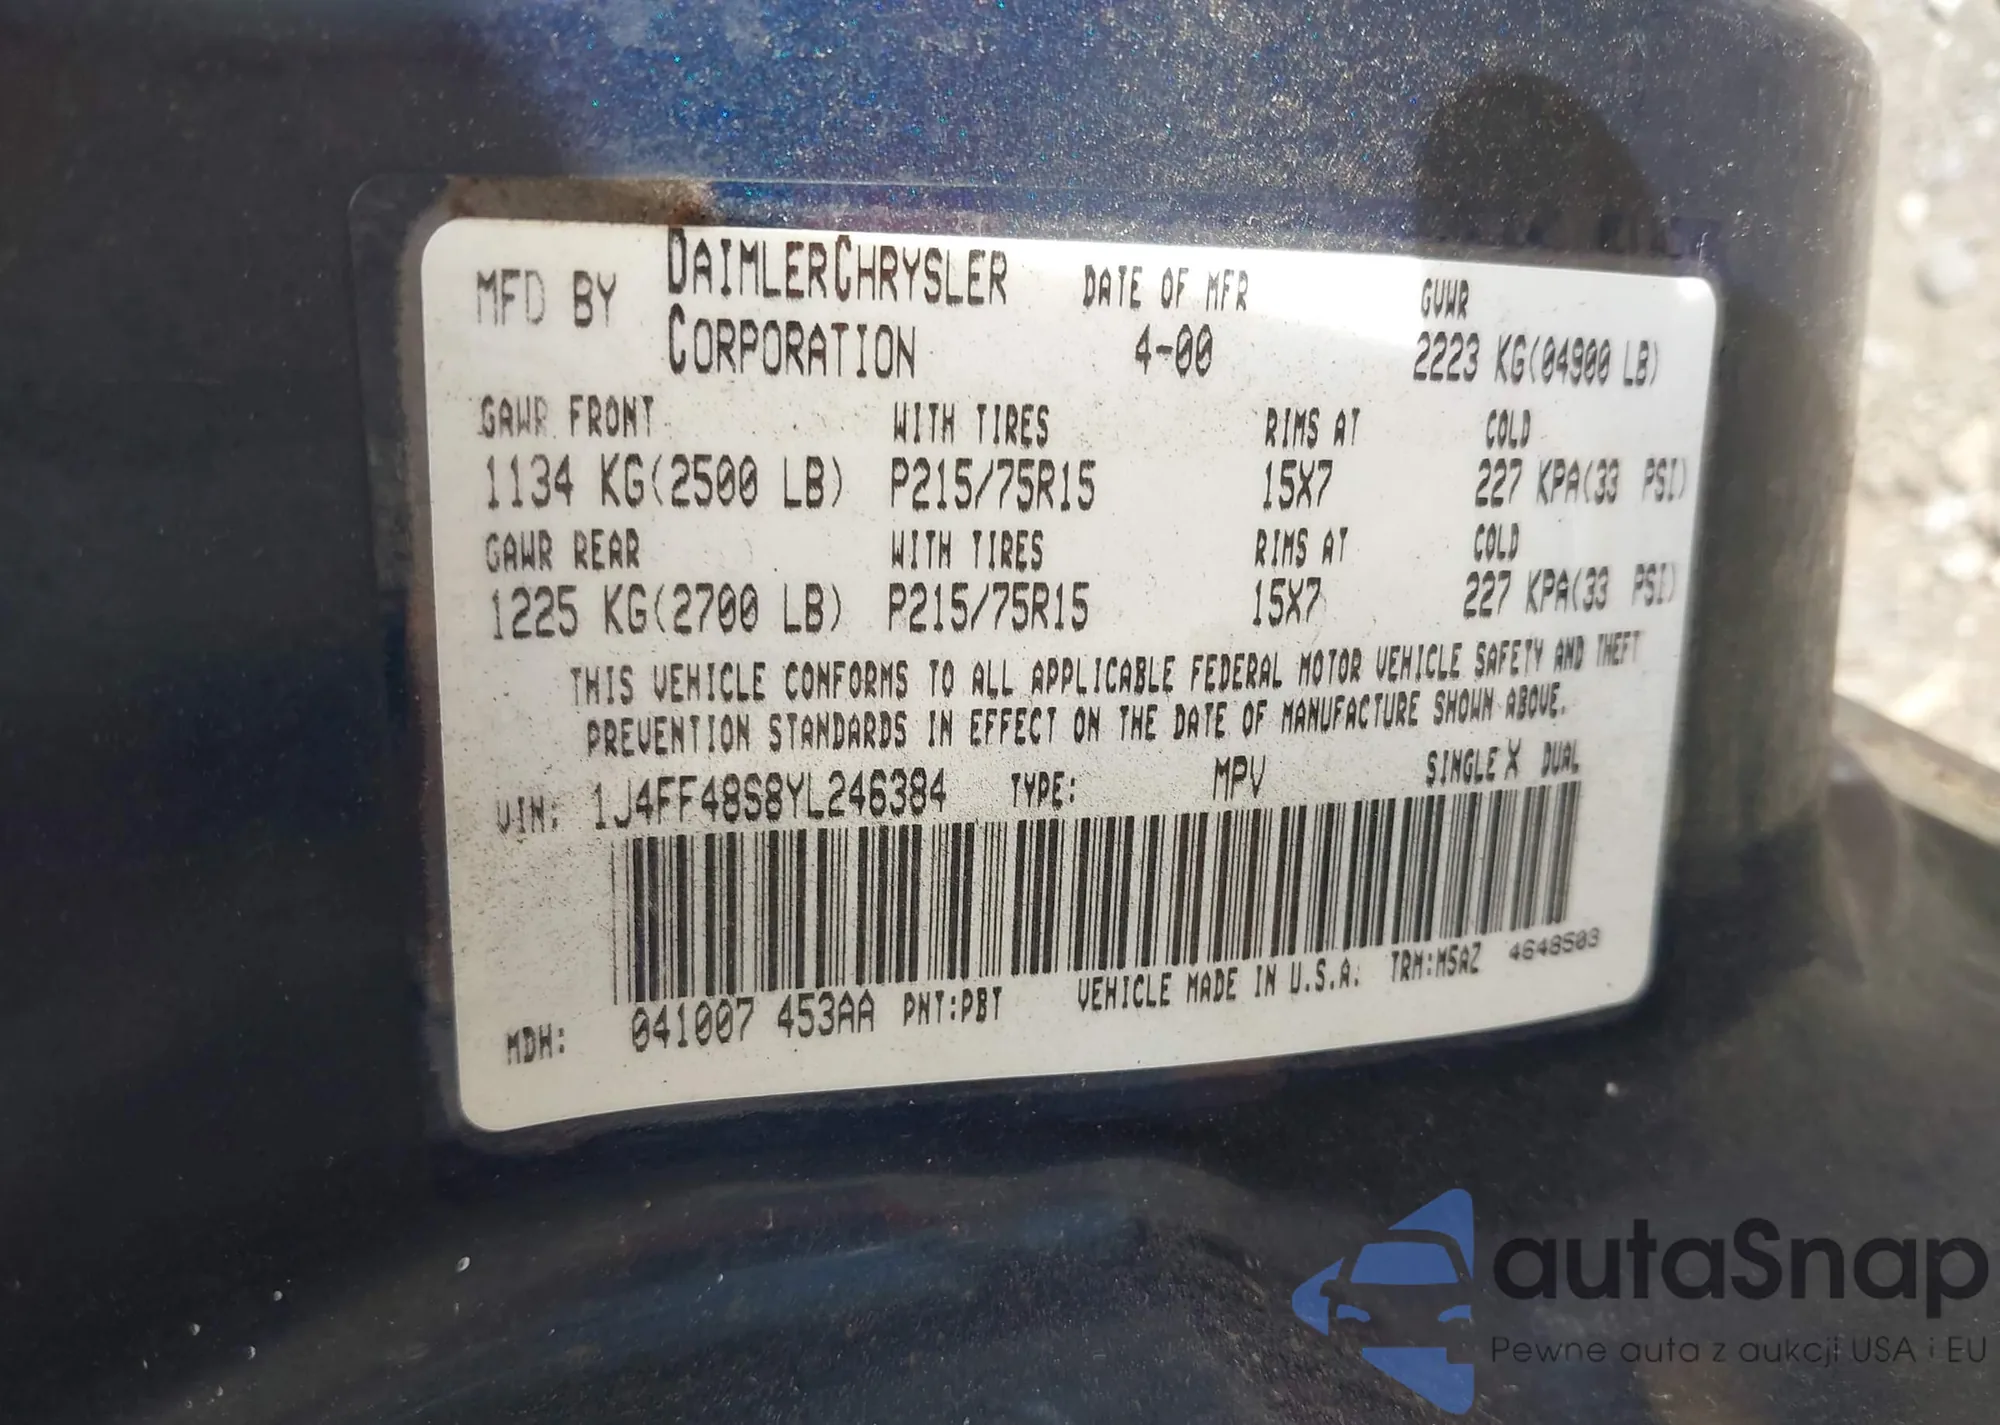 MFD BY DAIMLERCHRYSLER CORPORATION DATE OF MFR 4-00 GVWR 2223 KG(04900 LB)
GAWR FRONT WITH TIRES RIMS AT COLD
1134 KG(2500 LB) P215/75R15 15X7 227 KPA(33 PSI)
GAWR REAR WITH TIRES RIMS AT COLD
1225 KG(2700 LB) P215/75R15 15X7 227 KPA(33 PSI)
THIS VEHICLE CONFORMS TO ALL APPLICABLE FEDERAL MOTOR VEHICLE SAFETY AND THEFT
PREVENTION STANDARDS IN EFFECT ON THE DATE OF MANUFACTURE SHOWN ABOVE.
VIN: 1J4FF48S8YL246384 TYPE: MPV SINGLE X DUAL
MDH: 041007 453AA PNT:PBT VEHICLE MADE IN U.S.A. TRM:M5AZ 4648503
autaSnap
Pewne auta z aukcji USA i EU